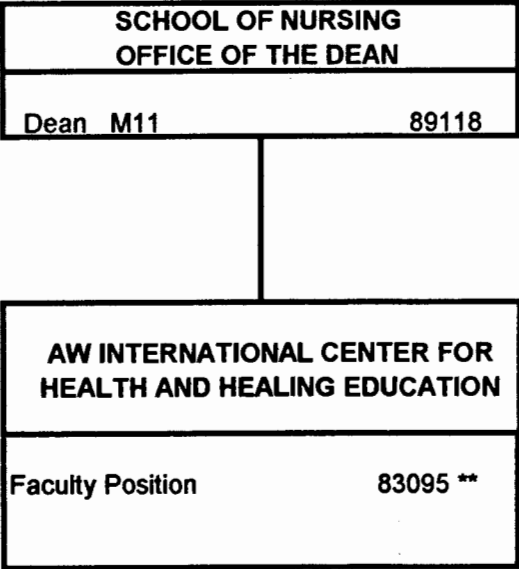 SCHOOL OF NURSING
OFFICE OF THE DEAN
Dean M11 89118
AW INTERNATIONAL CENTER FOR
HEALTH AND HEALING EDUCATION
Faculty Position 83095 **